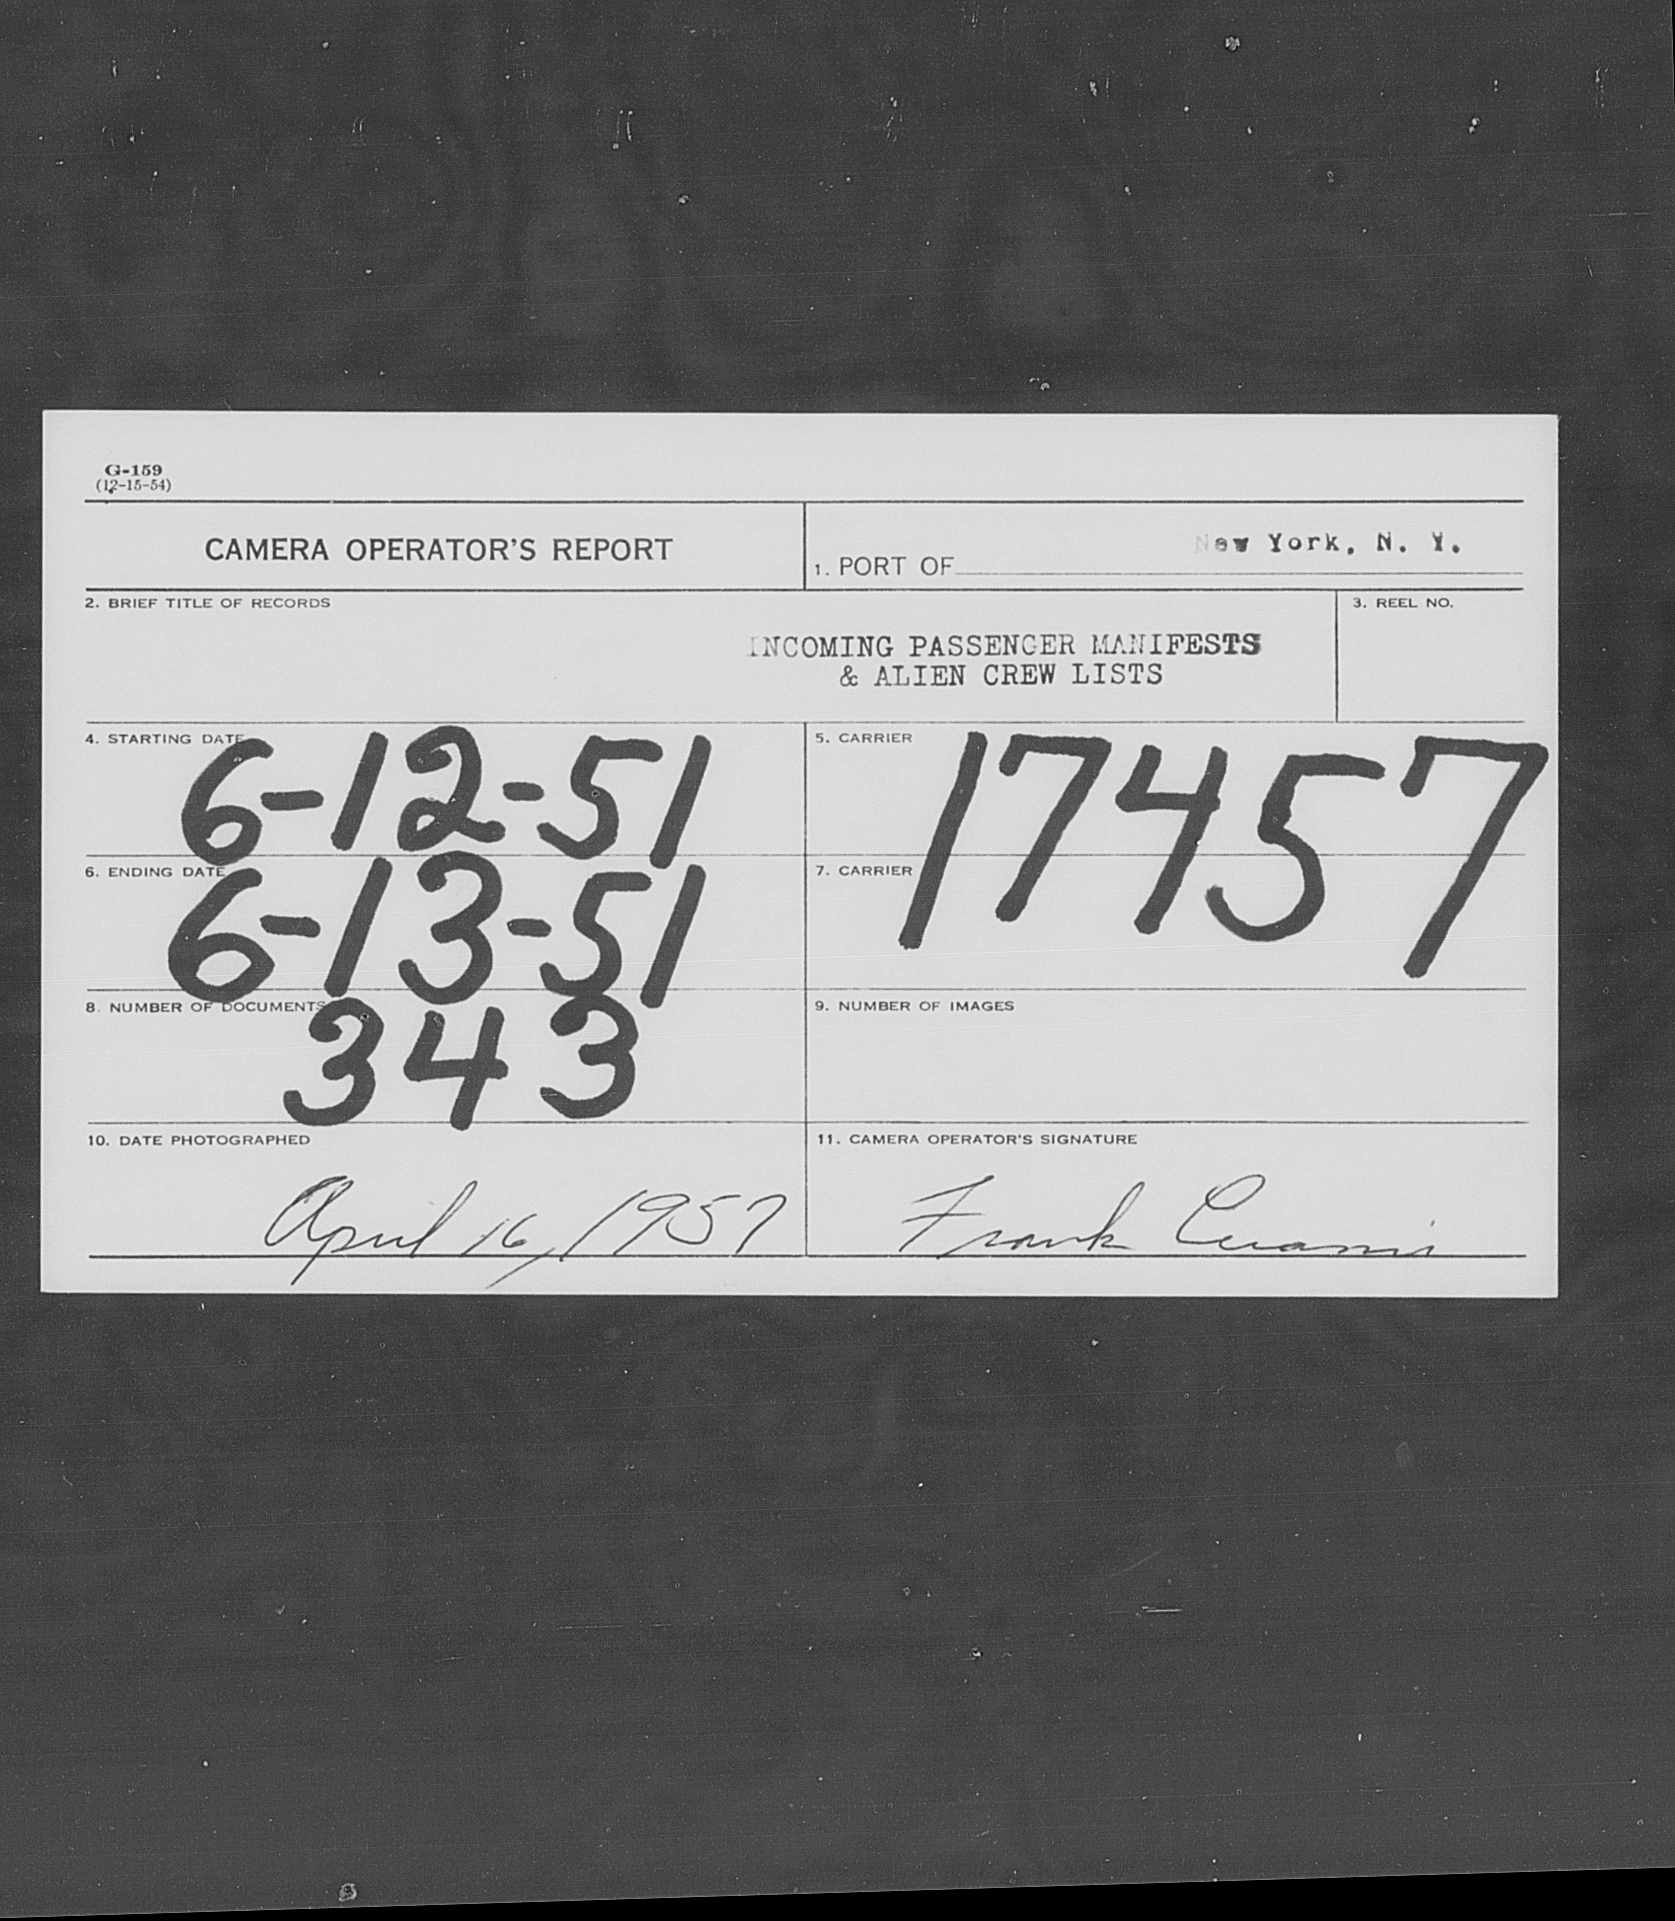 G-159
(12-15-54)
CAMERA OPERATOR'S REPORT
1. PORT OF New York, N. Y.
2. BRIEF TITLE OF RECORDS
3. REEL NO.
INCOMING PASSENGER MANIFESTS
& ALIEN CREW LISTS
4. STARTING DATE
6-12-51
5. CARRIER
17457
6. ENDING DATE
6-13-51
7. CARRIER
8. NUMBER OF DOCUMENTS
343
9. NUMBER OF IMAGES
10. DATE PHOTOGRAPHED
April 16, 1957
11. CAMERA OPERATOR'S SIGNATURE
Frank